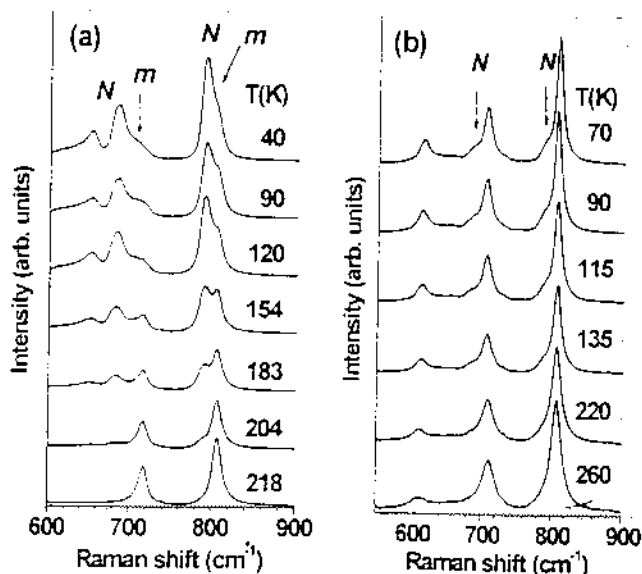 (a)
N
m
N
m
T(K)
40
90
120
154
183
204
218
Intensity (arb. units)
600 700 800 900
Raman shift (cm⁻¹)
(b)
N
N
T(K)
70
90
115
135
220
260
Intensity (arb. units)
600 700 800 900
Raman shift (cm⁻¹)